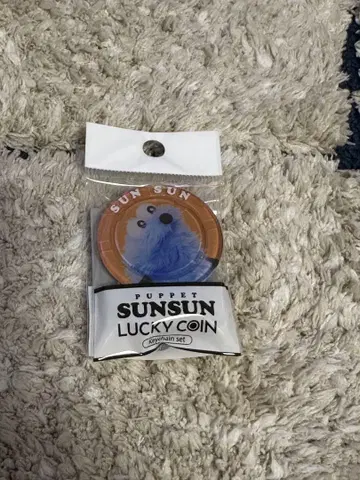 SUN SUN
PUPPET
SUNSUN
LUCKY COIN
Keychain set